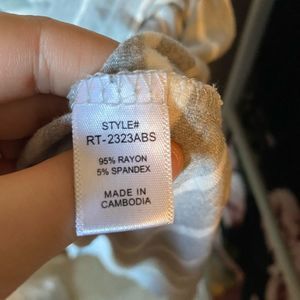 STYLE#
RT-2323ABS
95% RAYON
5% SPANDEX
MADE IN
CAMBODIA